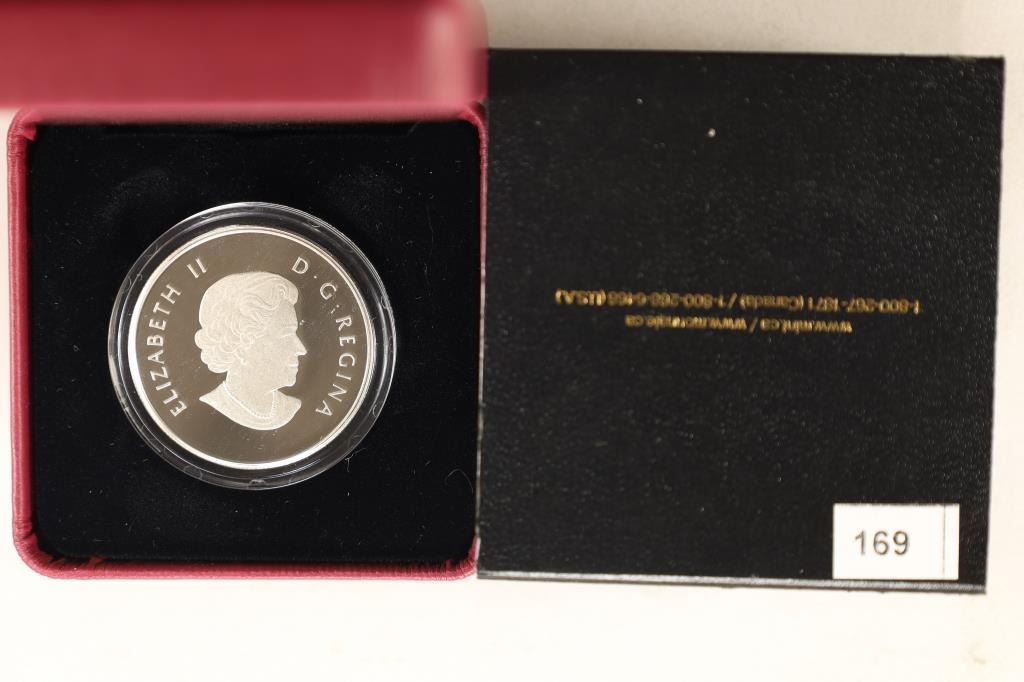 ELIZABETH II D·G·REGINA
www.mint.ca / www.monnaie.ca
1-800-267-1871 (Canada) / 1-800-268-6468 (U.S.A.)
169